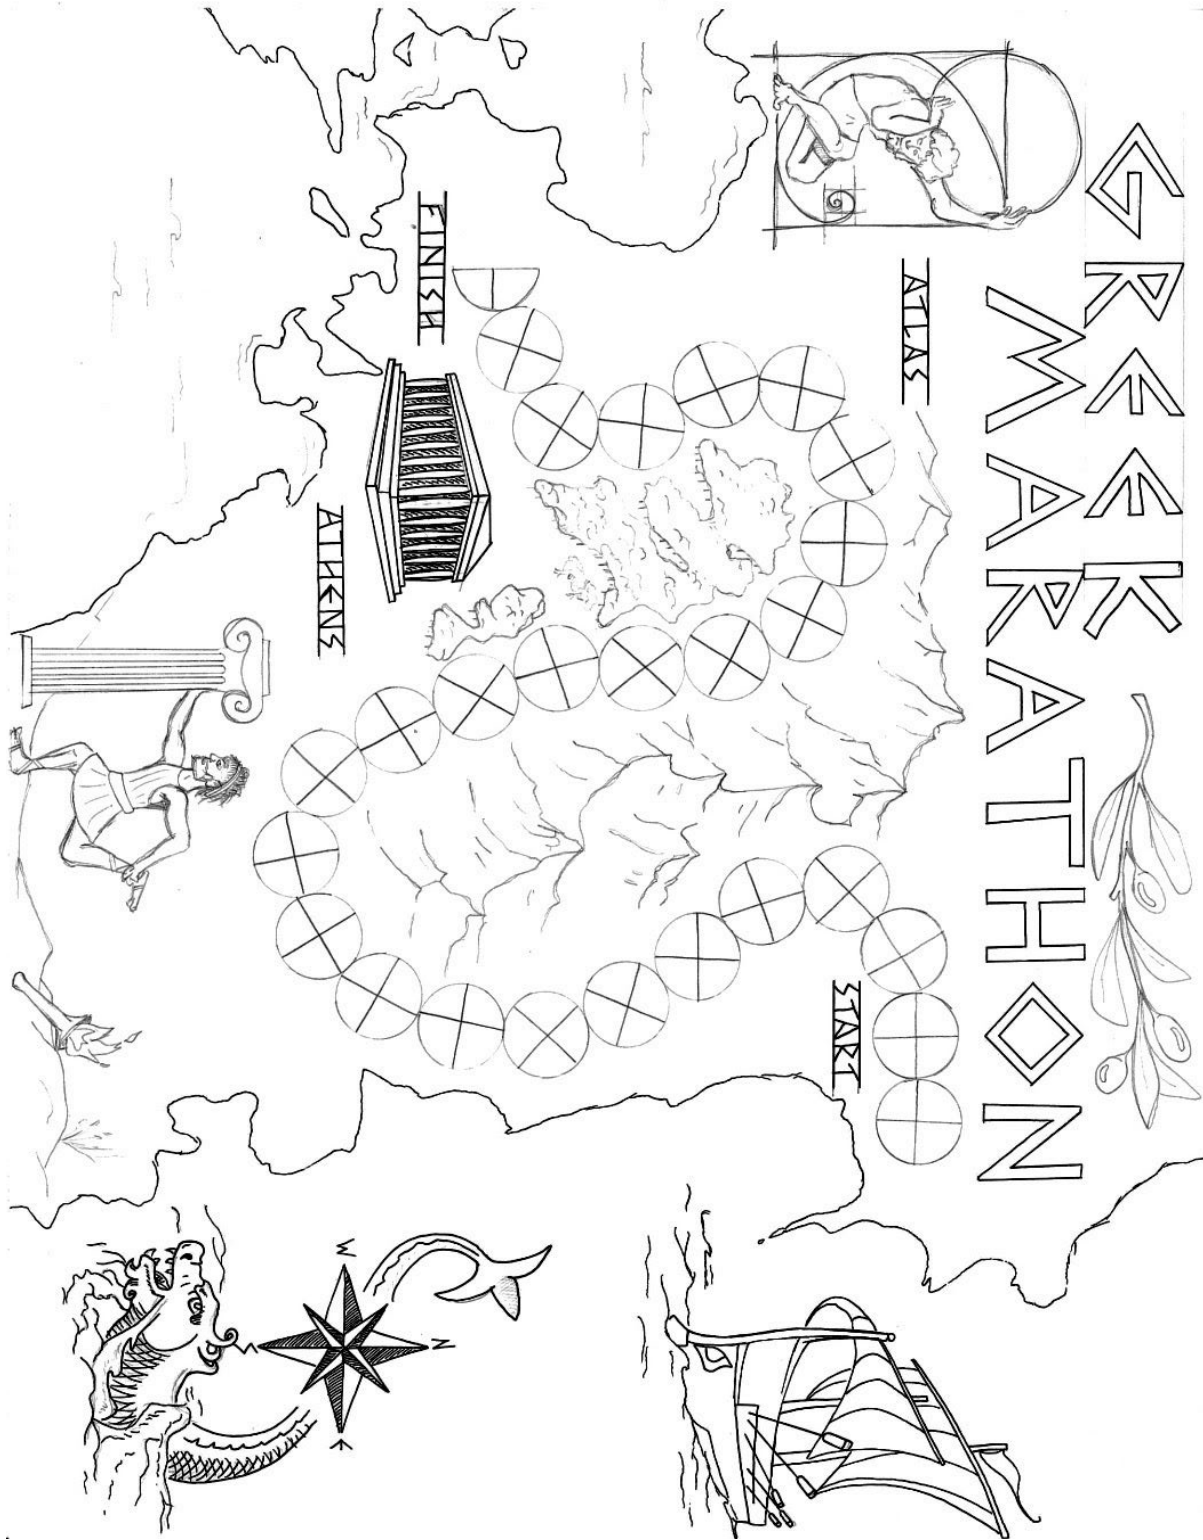 GREEK
MARATHON
ATLAS
START
FINISH
ATHENS
N
W
E
S